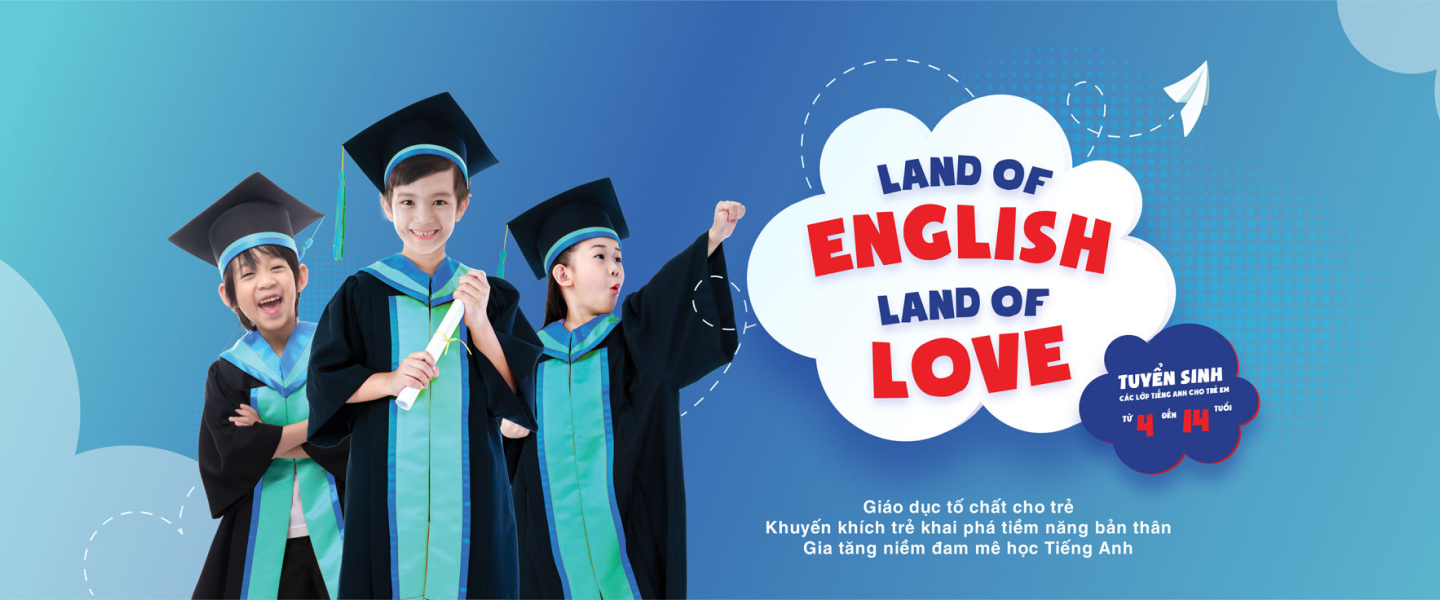 LAND OF
ENGLISH
LAND OF
LOVE
TUYỂN SINH
CÁC LỚP TIẾNG ANH CHO TRẺ EM
TỪ 4 ĐẾN 14 TUỔI
Giáo dục tố chất cho trẻ
Khuyến khích trẻ khai phá tiềm năng bản thân
Gia tăng niềm đam mê học Tiếng Anh